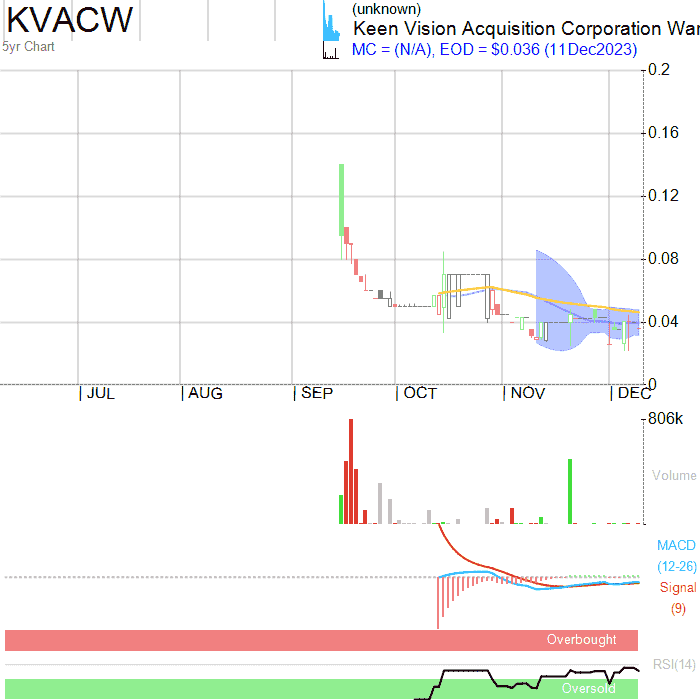 KVACW
5yr Chart
(unknown)
Keen Vision Acquisition Corporation War
MC = (N/A), EOD = $0.036 (11Dec2023)
0.2
0.16
0.12
0.08
0.04
0
JUL AUG SEP OCT NOV DEC
806k
Volume
MACD
(12-26)
Signal
(9)
Overbought
RSI(14)
Oversold